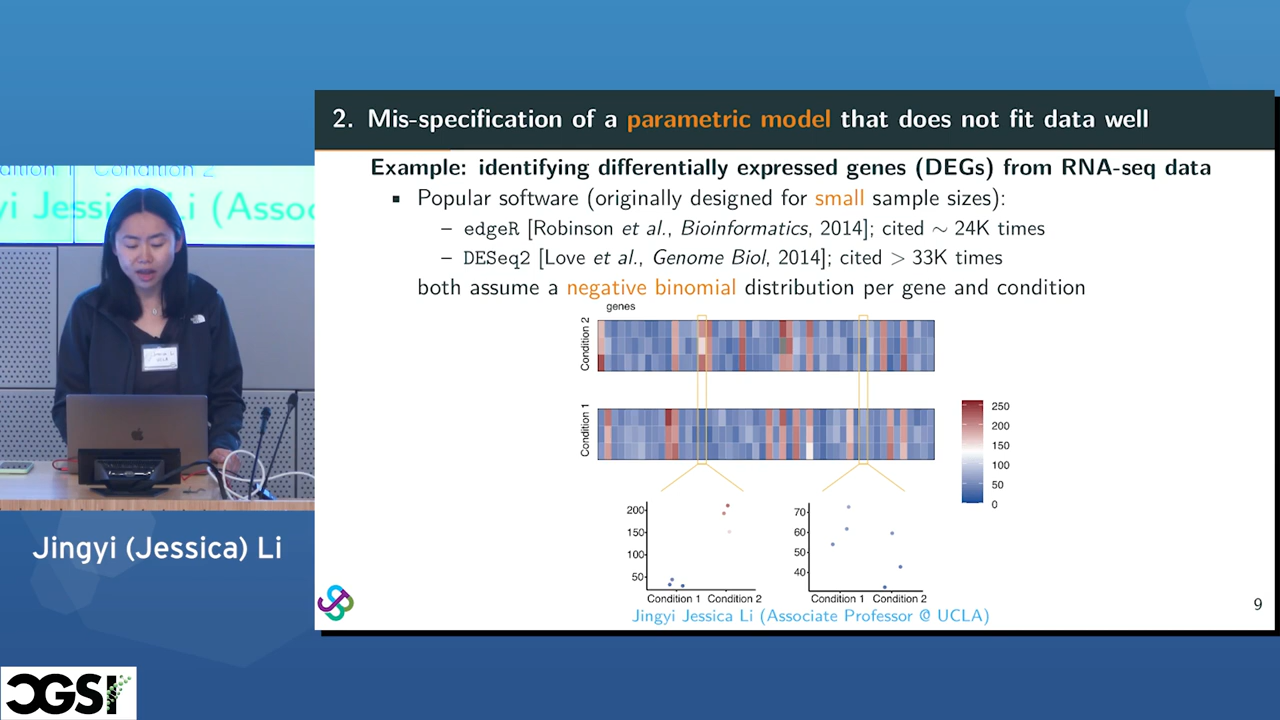 2. Mis-specification of a parametric model that does not fit data well
Example: identifying differentially expressed genes (DEGs) from RNA-seq data
▪ Popular software (originally designed for small sample sizes):
– edgeR [Robinson et al., Bioinformatics, 2014]; cited ∼ 24K times
– DESeq2 [Love et al., Genome Biol, 2014]; cited > 33K times
both assume a negative binomial distribution per gene and condition
genes
Condition 2
Condition 1
250
200
150
100
50
0
200
150
100
50
Condition 1 Condition 2
70
60
50
40
Condition 1 Condition 2
Jingyi Jessica Li (Associate Professor @ UCLA)
9
Condition 2
yi Jessi Li (Assoc
Jingyi (Jessica) Li
CGSI